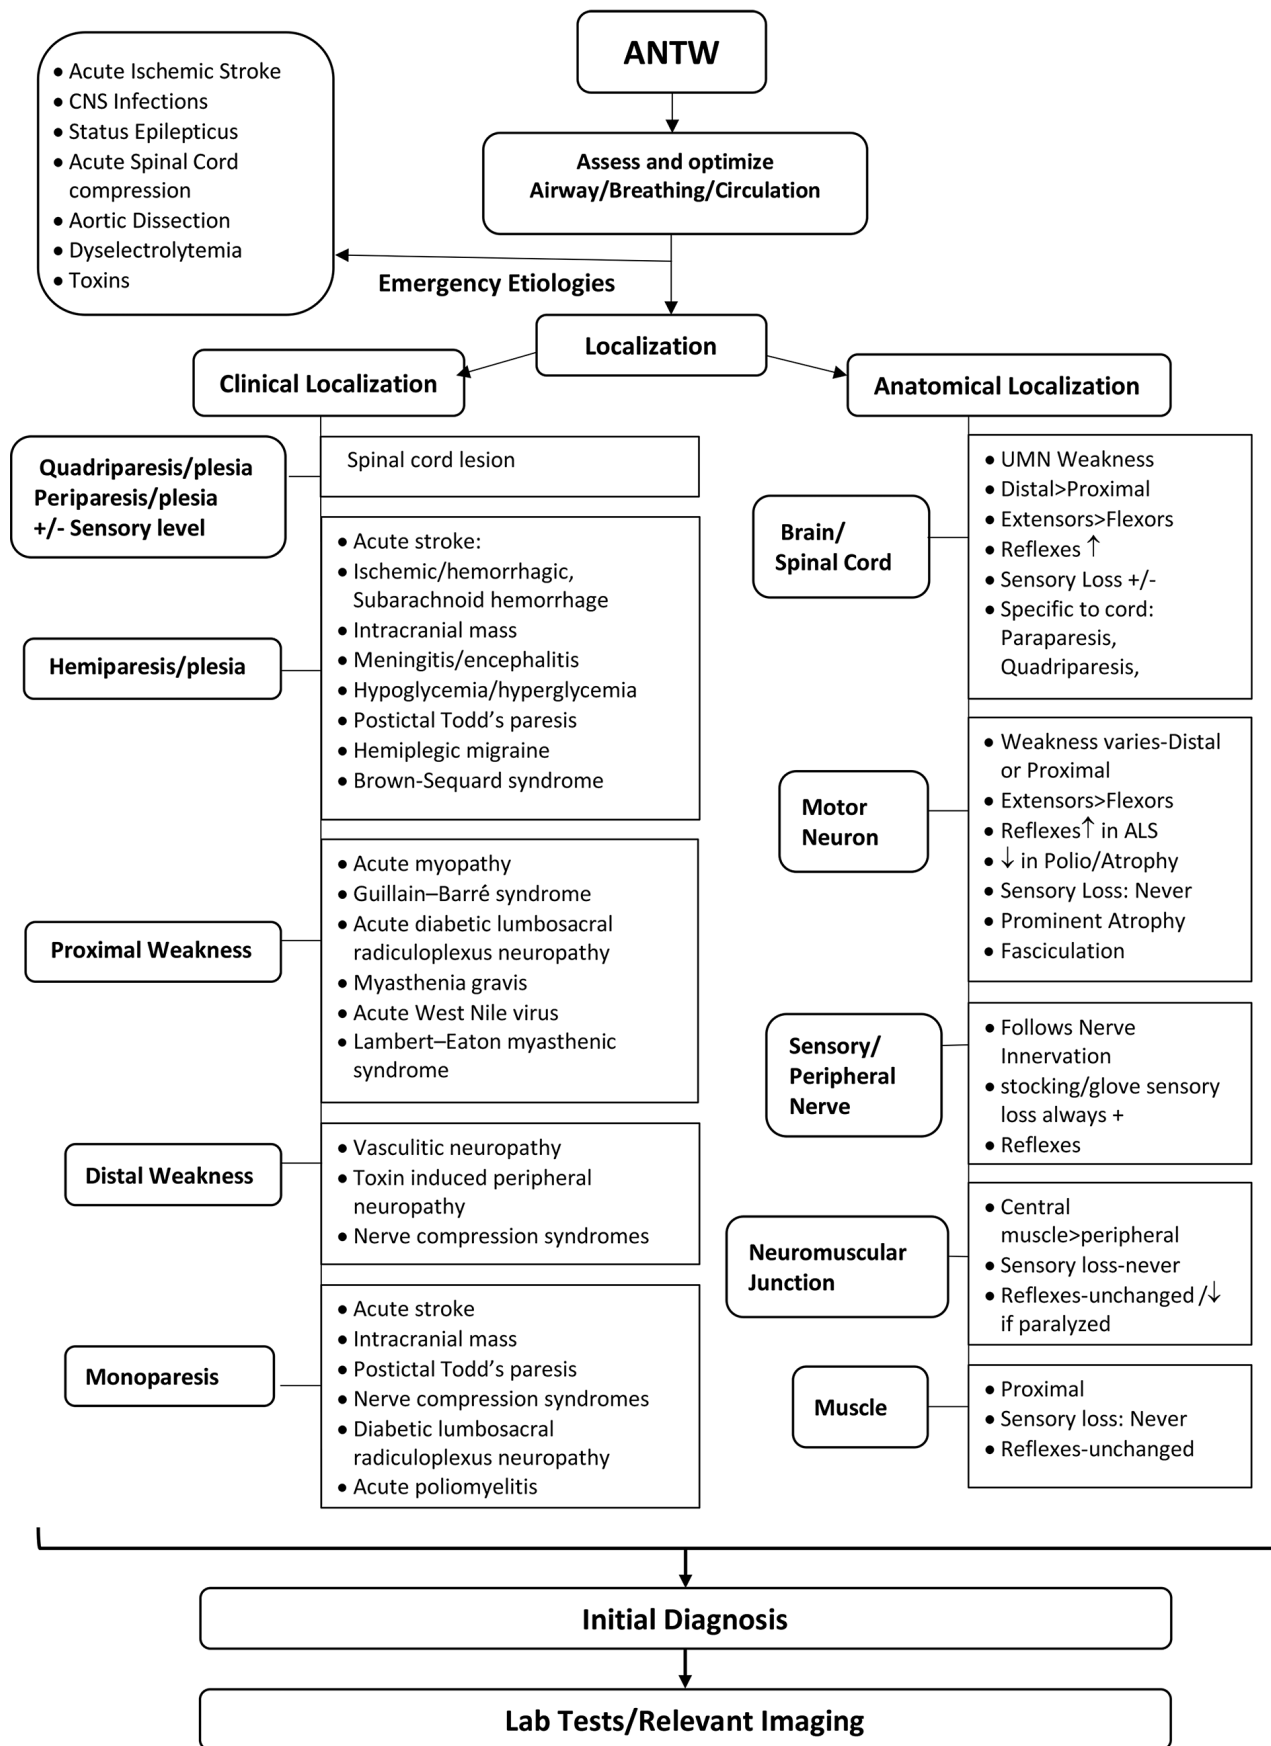 ANTW
• Acute Ischemic Stroke
• CNS Infections
• Status Epilepticus
• Acute Spinal Cord
compression
• Aortic Dissection
• Dyselectrolytemia
• Toxins
Assess and optimize
Airway/Breathing/Circulation
Emergency Etiologies
Localization
Clinical Localization
Quadriparesis/plesia
Periparesis/plesia
+/- Sensory level
Spinal cord lesion
Hemiparesis/plesia
• Acute stroke:
• Ischemic/hemorrhagic,
Subarachnoid hemorrhage
• Intracranial mass
• Meningitis/encephalitis
• Hypoglycemia/hyperglycemia
• Postictal Todd’s paresis
• Hemiplegic migraine
• Brown-Sequard syndrome
Proximal Weakness
• Acute myopathy
• Guillain–Barré syndrome
• Acute diabetic lumbosacral
radiculoplexus neuropathy
• Myasthenia gravis
• Acute West Nile virus
• Lambert–Eaton myasthenic
syndrome
Distal Weakness
• Vasculitic neuropathy
• Toxin induced peripheral
neuropathy
• Nerve compression syndromes
Monoparesis
• Acute stroke
• Intracranial mass
• Postictal Todd’s paresis
• Nerve compression syndromes
• Diabetic lumbosacral
radiculoplexus neuropathy
• Acute poliomyelitis
Anatomical Localization
Brain/
Spinal Cord
• UMN Weakness
• Distal>Proximal
• Extensors>Flexors
• Reflexes ↑
• Sensory Loss +/-
• Specific to cord:
Paraparesis,
Quadriparesis,
Motor
Neuron
• Weakness varies-Distal
or Proximal
• Extensors>Flexors
• Reflexes↑ in ALS
• ↓ in Polio/Atrophy
• Sensory Loss: Never
• Prominent Atrophy
• Fasciculation
Sensory/
Peripheral
Nerve
• Follows Nerve
Innervation
• stocking/glove sensory
loss always +
• Reflexes
Neuromuscular
Junction
• Central
muscle>peripheral
• Sensory loss-never
• Reflexes-unchanged /↓
if paralyzed
Muscle
• Proximal
• Sensory loss: Never
• Reflexes-unchanged
Initial Diagnosis
Lab Tests/Relevant Imaging